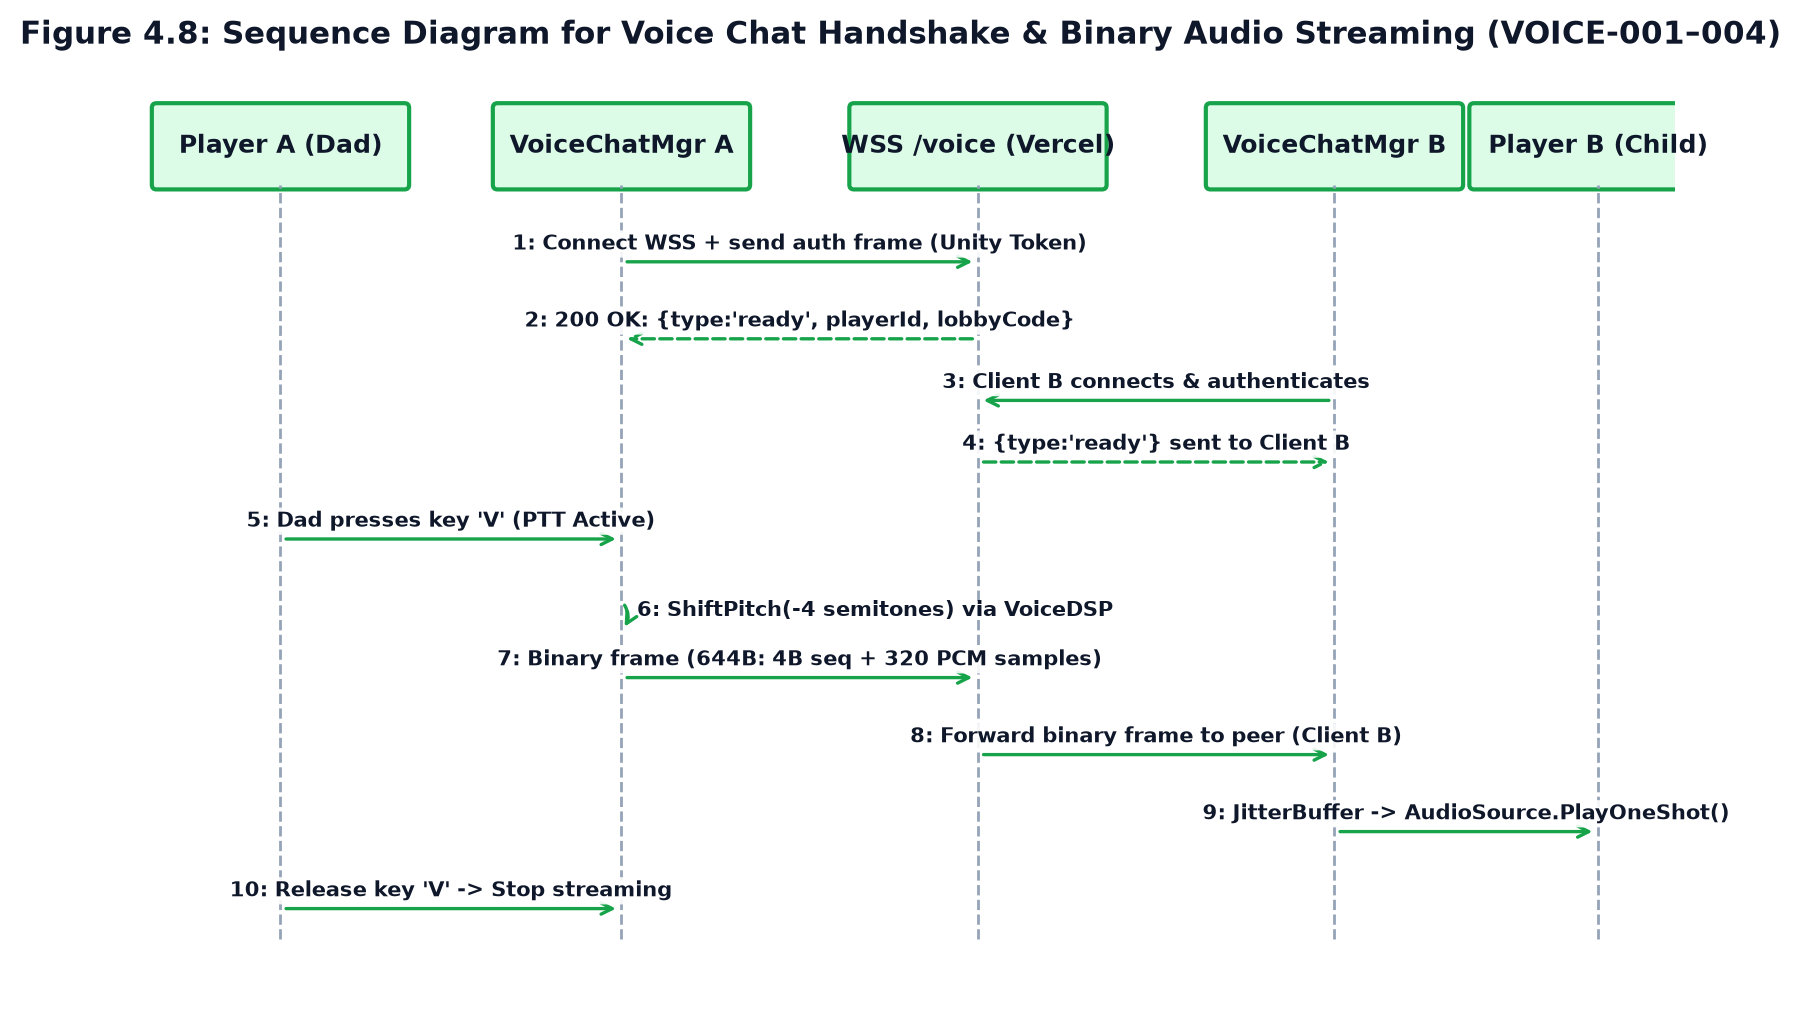 Figure 4.8: Sequence Diagram for Voice Chat Handshake & Binary Audio Streaming (VOICE-001–004)
Player A (Dad)
VoiceChatMgr A
WSS /voice (Vercel)
VoiceChatMgr B
Player B (Child)
1: Connect WSS + send auth frame (Unity Token)
2: 200 OK: {type:'ready', playerId, lobbyCode}
3: Client B connects & authenticates
4: {type:'ready'} sent to Client B
5: Dad presses key 'V' (PTT Active)
6: ShiftPitch(-4 semitones) via VoiceDSP
7: Binary frame (644B: 4B seq + 320 PCM samples)
8: Forward binary frame to peer (Client B)
9: JitterBuffer -> AudioSource.PlayOneShot()
10: Release key 'V' -> Stop streaming